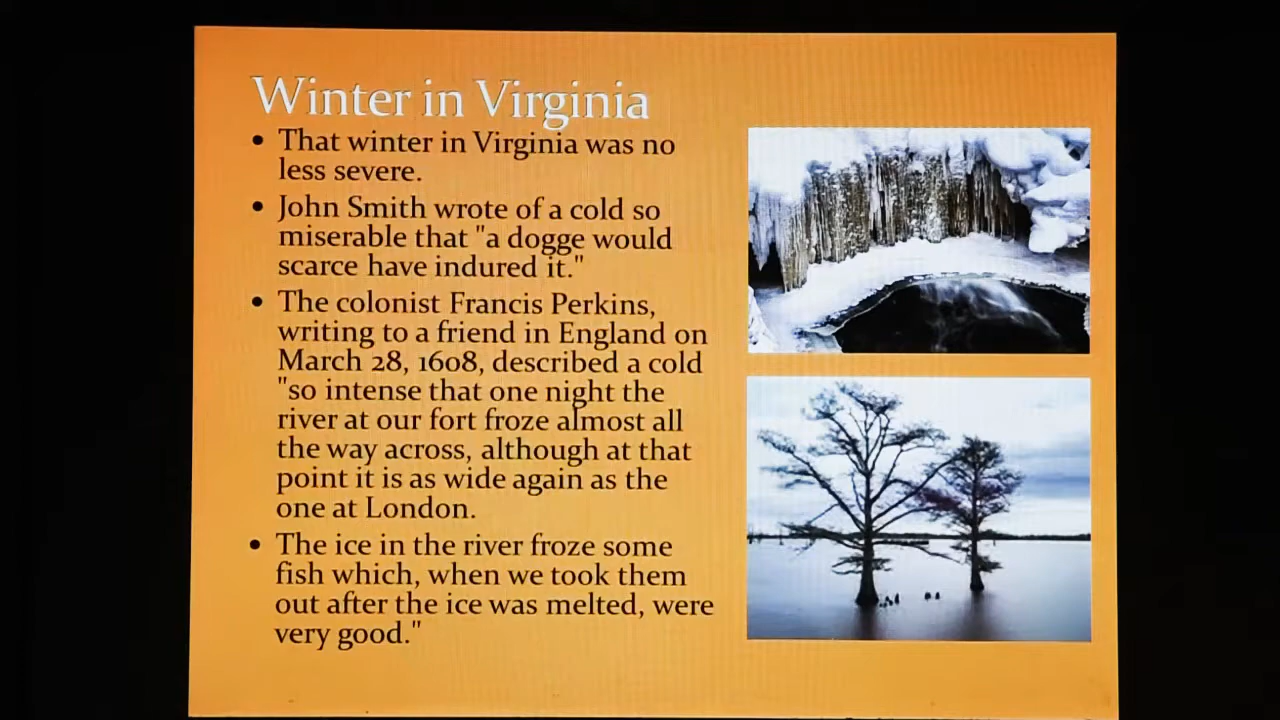 Winter in Virginia
• That winter in Virginia was no
less severe.
• John Smith wrote of a cold so
miserable that "a dogge would
scarce have indured it."
• The colonist Francis Perkins,
writing to a friend in England on
March 28, 1608, described a cold
"so intense that one night the
river at our fort froze almost all
the way across, although at that
point it is as wide again as the
one at London.
• The ice in the river froze some
fish which, when we took them
out after the ice was melted, were
very good."